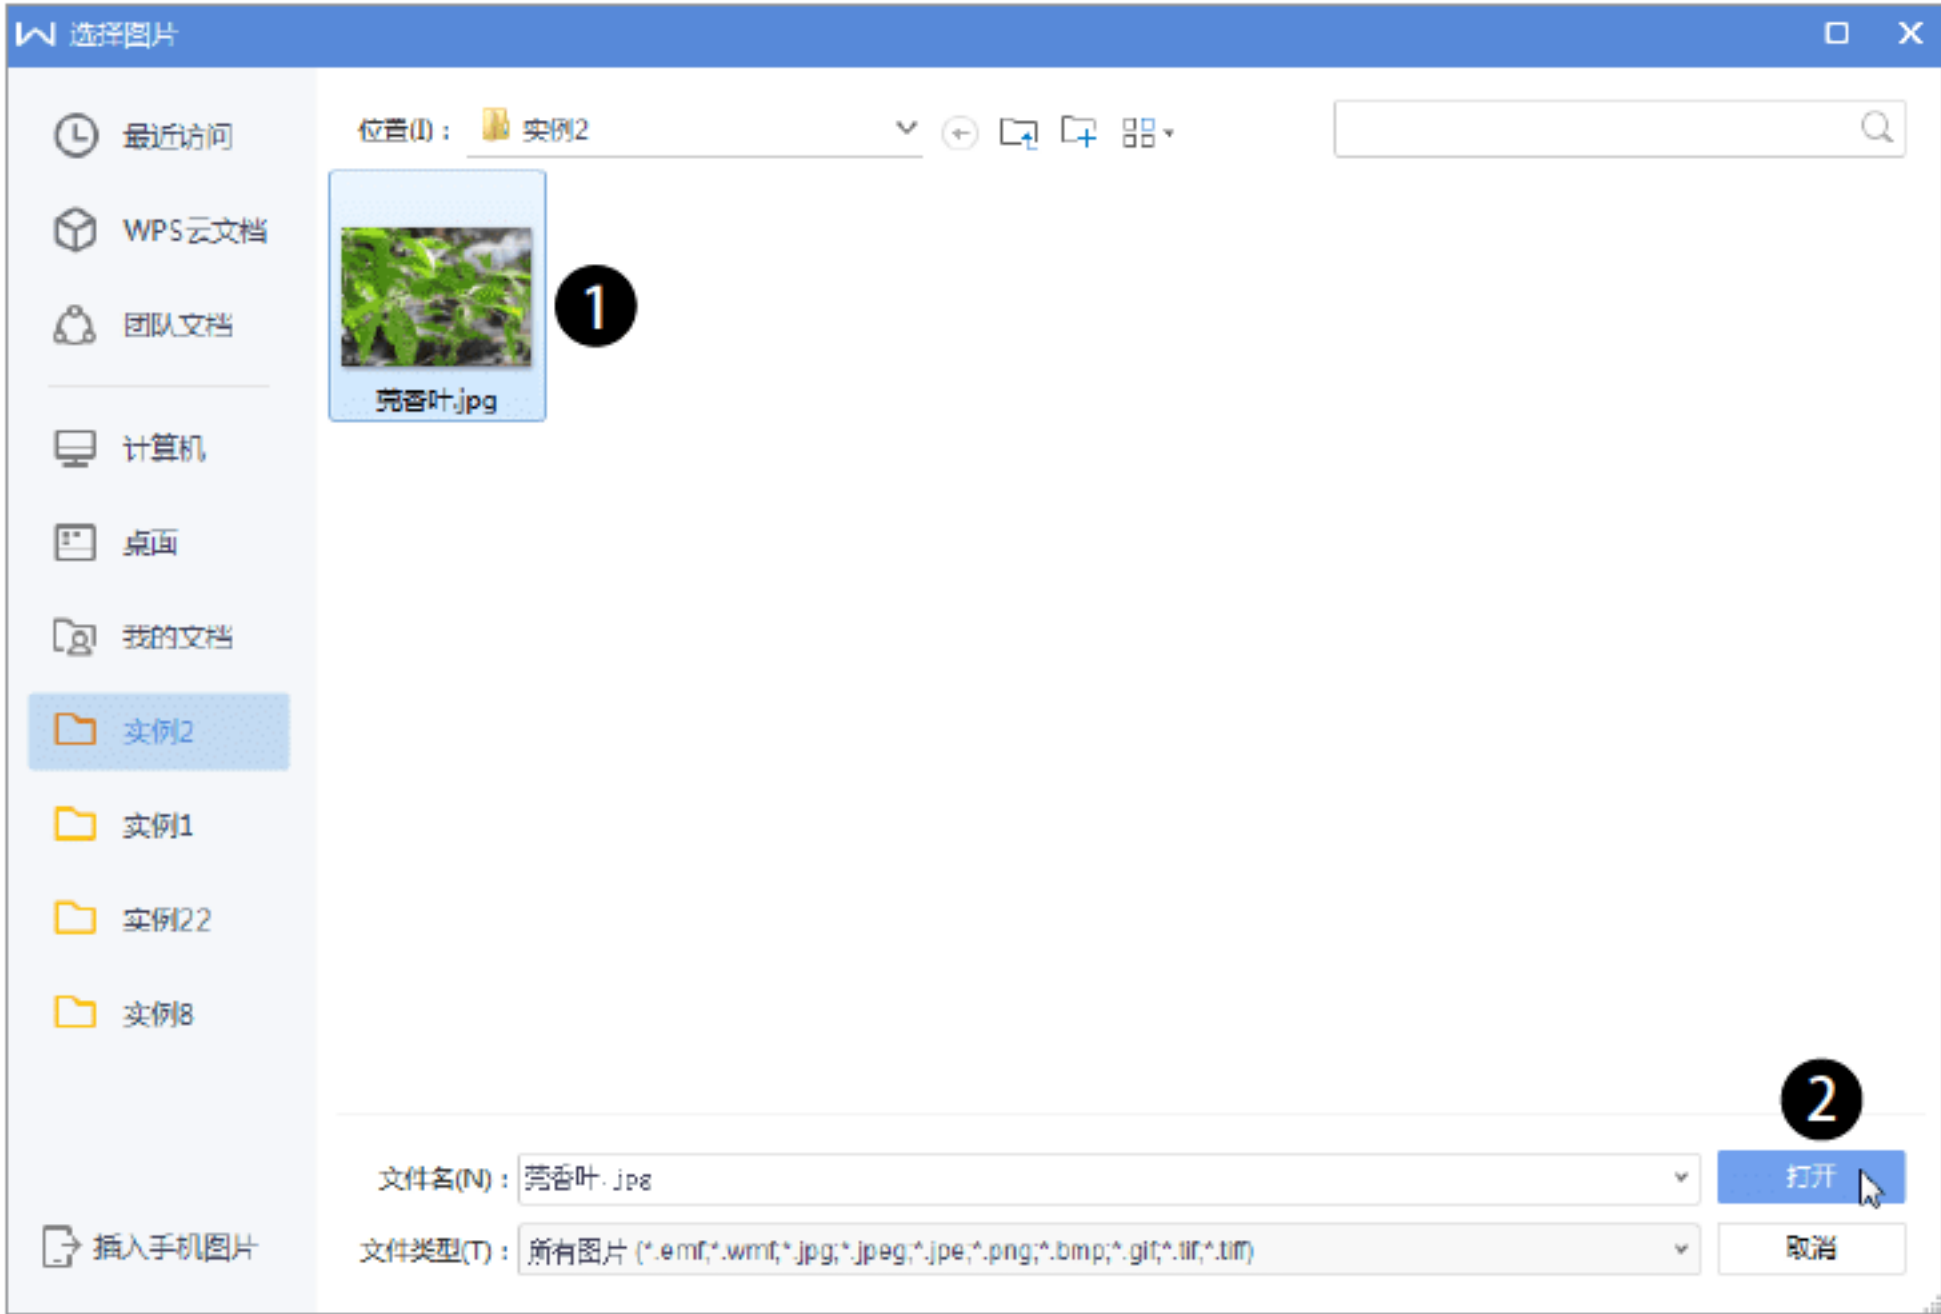 选择图片
最近访问
WPS云文档
团队文档
计算机
桌面
我的文档
实例2
实例1
实例22
实例8
插入手机图片
位置(I)： 实例2
莞香叶.jpg
1
2
文件名(N)： 莞香叶.jpg
打开
文件类型(T)： 所有图片 (*.emf;*.wmf;*.jpg;*.jpeg;*.jpe;*.png;*.bmp;*.gif;*.tif;*.tiff)
取消